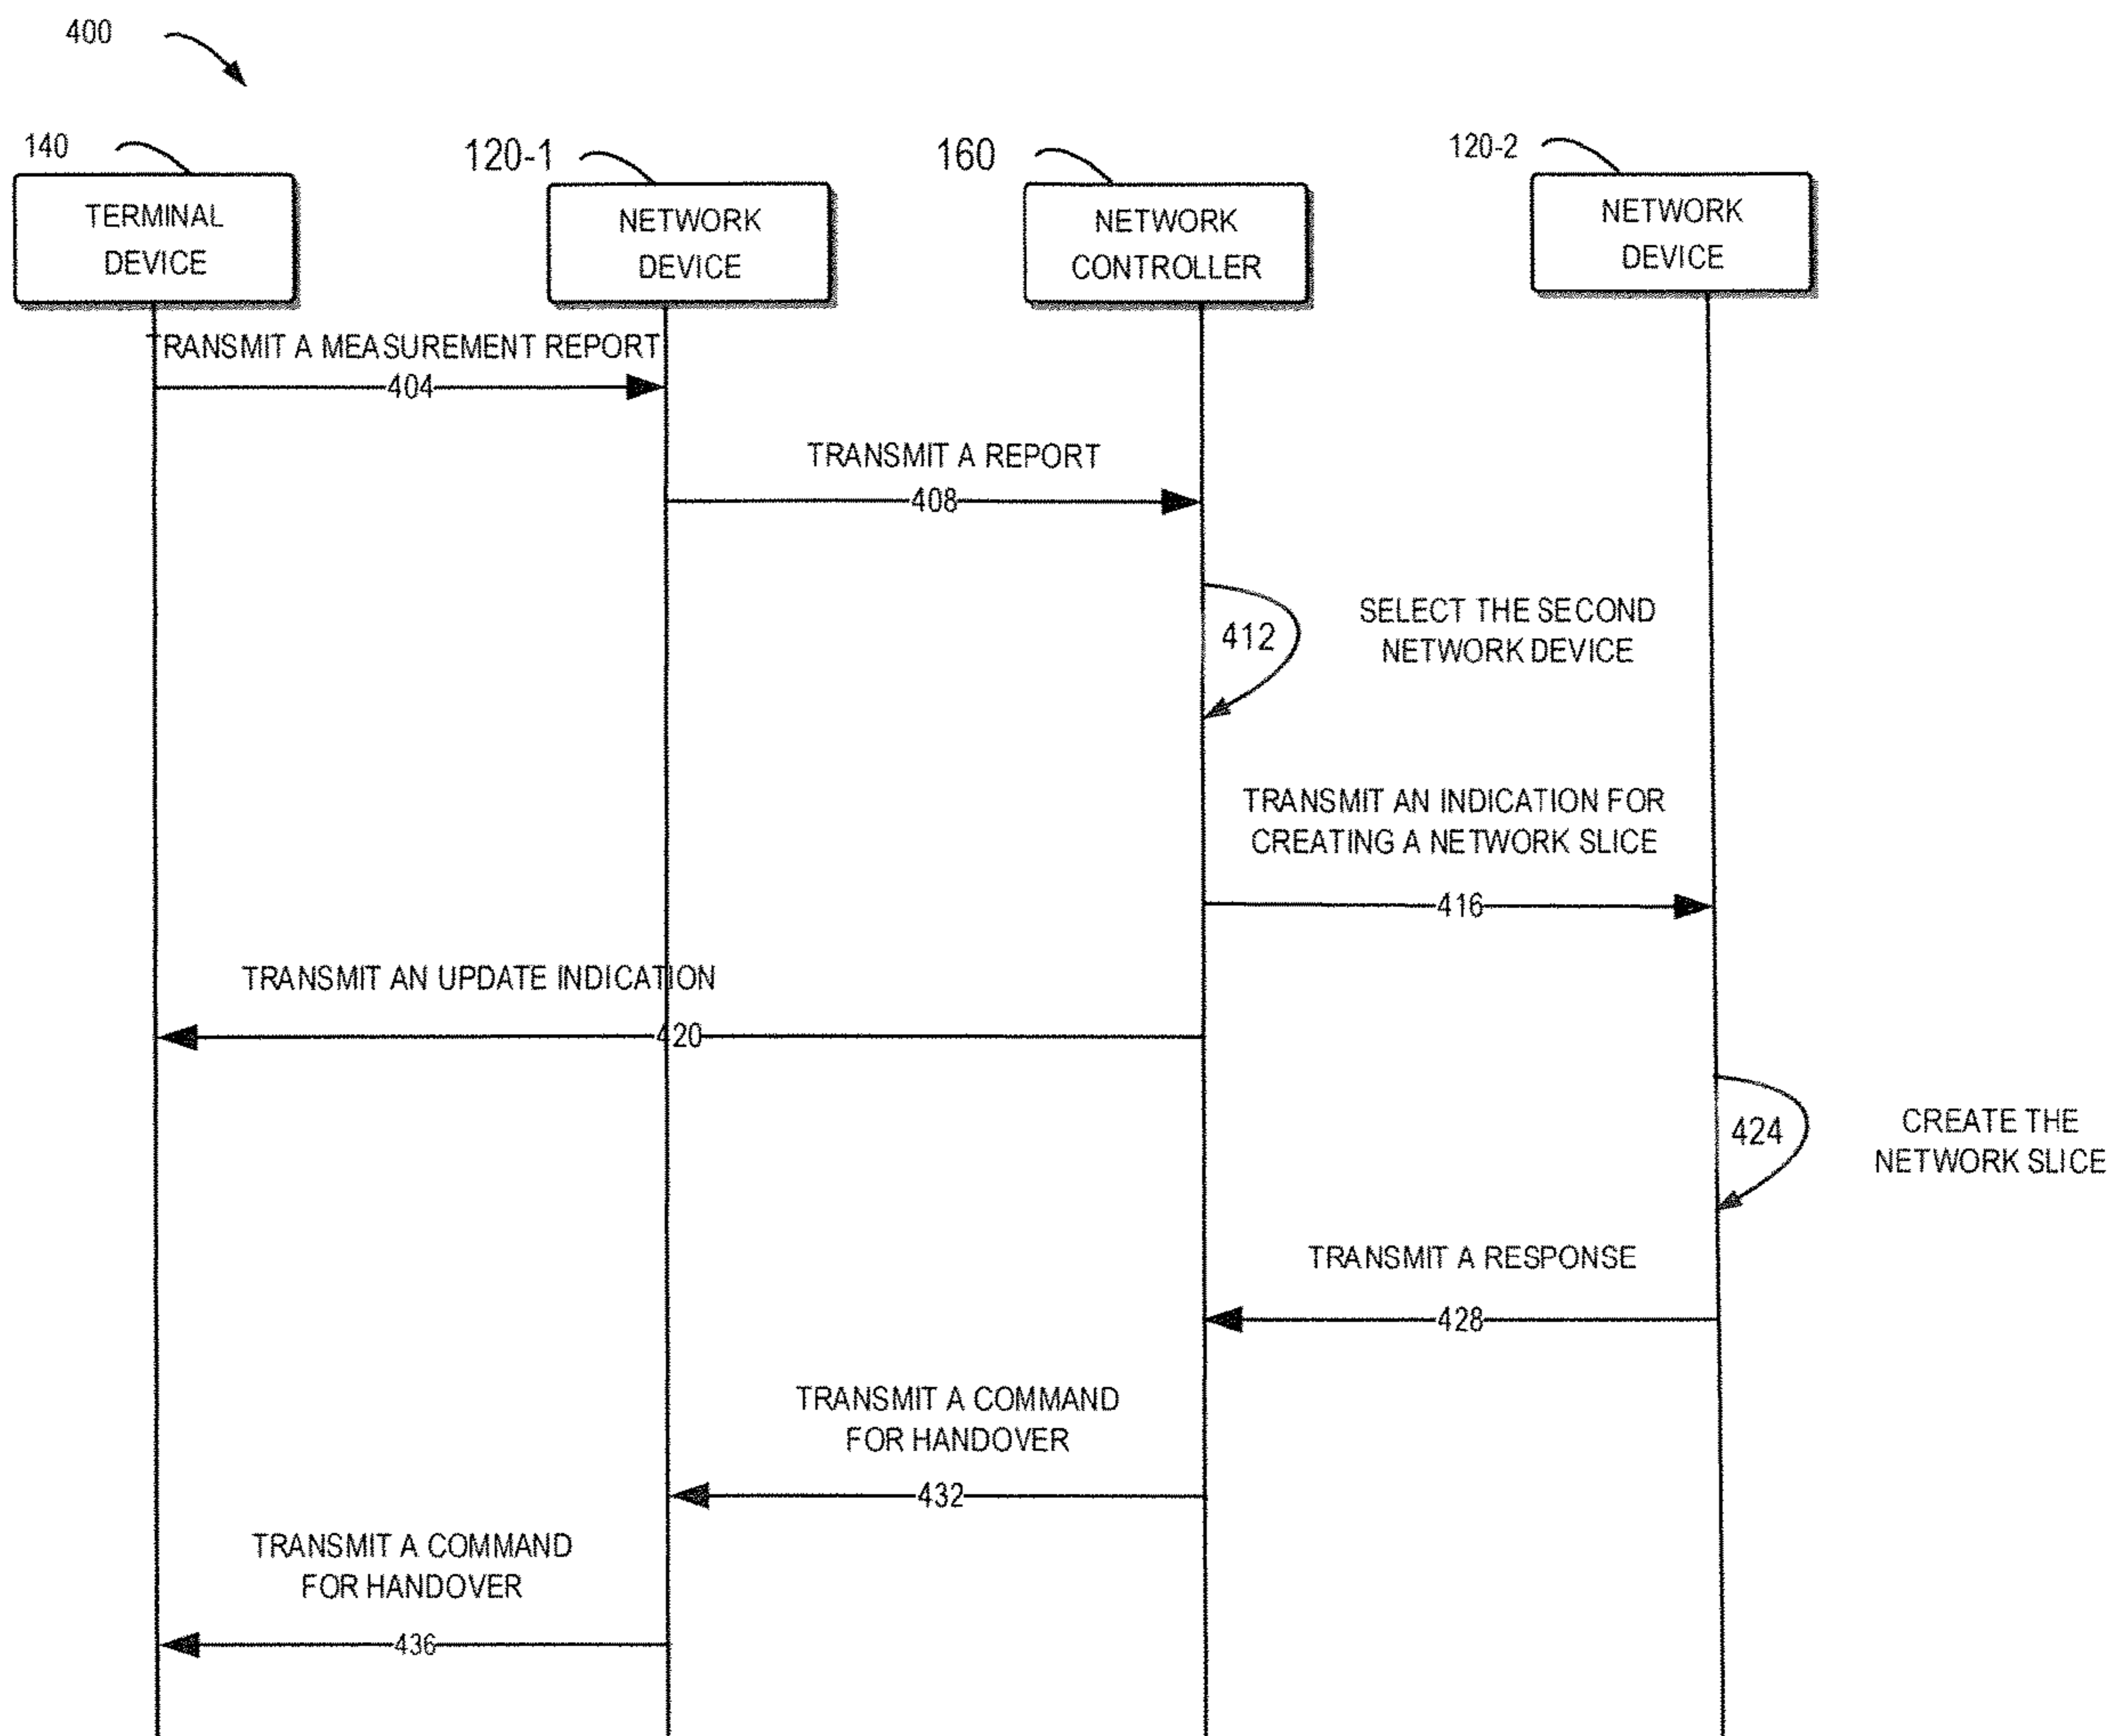 400
140
120-1
160
120-2
TERMINAL
DEVICE
NETWORK
DEVICE
NETWORK
CONTROLLER
NETWORK
DEVICE
TRANSMIT A MEASUREMENT REPORT
404
TRANSMIT A REPORT
408
412
SELECT THE SECOND
NETWORK DEVICE
TRANSMIT AN INDICATION FOR
CREATING A NETWORK SLICE
416
TRANSMIT AN UPDATE INDICATION
420
424
CREATE THE
NETWORK SLICE
TRANSMIT A RESPONSE
428
TRANSMIT A COMMAND
FOR HANDOVER
432
TRANSMIT A COMMAND
FOR HANDOVER
436